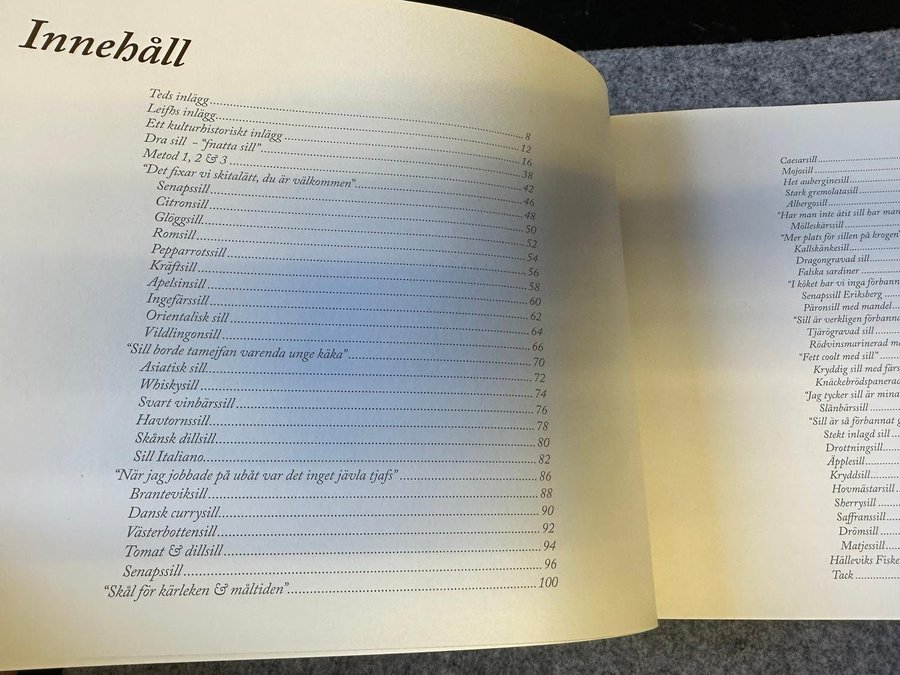 Innehåll
Teds inlägg........8
Leifhs inlägg........12
Ett kulturhistoriskt inlägg........16
Dra sill – "fnatta sill"........38
Metod 1, 2 & 3........42
"Det fixar vi skitalätt, du är välkommen"........46
Senapssill........48
Citronsill........50
Glöggsill........52
Romsill........54
Pepparrotssill........56
Kräftsill........58
Apelsinsill........60
Ingefärssill........62
Orientalisk sill........64
Vildlingonsill........66
"Sill borde tamejfan varenda unge käka"........70
Asiatisk sill........72
Whiskysill........74
Svart vinbärssill........76
Havtornssill........78
Skånsk dillsill........80
Sill Italiano........82
"När jag jobbade på ubåt var det inget jävla tjafs"........86
Branteviksill........88
Dansk currysill........90
Västerbottensill........92
Tomat & dillsill........94
Senapssill........96
"Skål för kärleken & måltiden"........100
Caesarsill........
Mojosill........
Het auberginesill........
Stark gremolatasill
Albergosill........
"Har man inte ätit sill har man
Mölleskärssill........
"Mer plats för sillen på krogen"
Kallskänkesill........
Dragongravad sill........
Falska sardiner........
"I köket har vi inga förbann
Senapssill Eriksberg........
Päronsill med mandel........
"Sill är verkligen förbanna
Tjärögravad sill........
Rödvinsmarinerad m
"Fett coolt med sill"........
Kryddig sill med färs
Knäckebrödspanerad
"Jag tycker sill är mina
Slånbärssill........
"Sill är så förbannat g
Stekt inlagd sill........
Drottningsill........
Äpplesill........
Kryddsill........
Hovmästarsill........
Sherrysill........
Saffranssill........
Drömsill........
Matjessill........
Hälleviks Fiske
Tack........